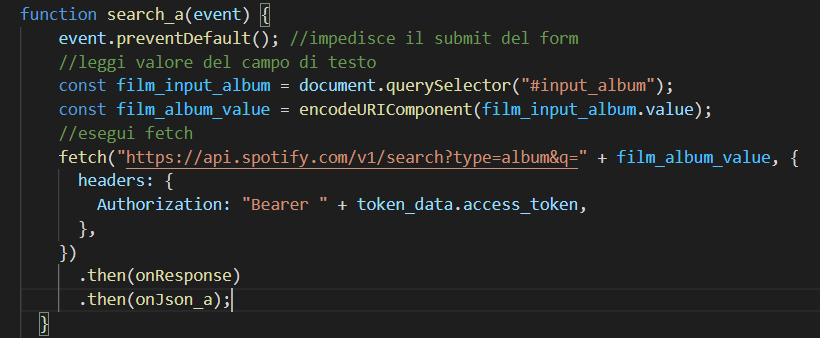 function search_a(event) {
event.preventDefault(); //impedisce il submit del form
//leggi valore del campo di testo
const film_input_album = document.querySelector("#input_album");
const film_album_value = encodeURIComponent(film_input_album.value);
//esegui fetch
fetch("https://api.spotify.com/v1/search?type=album&q=" + film_album_value, {
headers: {
Authorization: "Bearer " + token_data.access_token,
},
})
.then(onResponse)
.then(onJson_a);
}